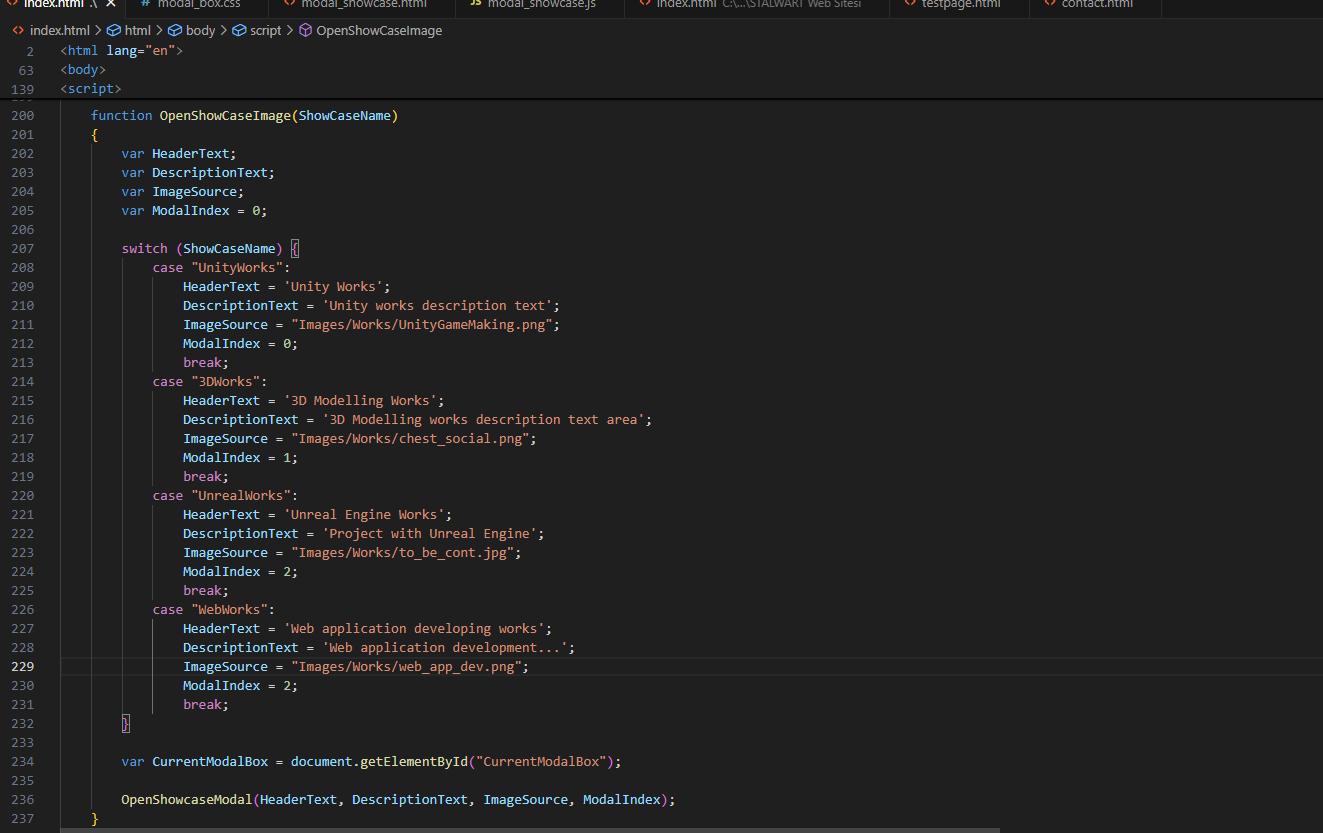 index.html .\ modal_box.css modal_showcase.html JS modal_showcase.js index.html C:\...\STALWART Web Sitesi testpage.html contact.html
index.html > html > body > script > OpenShowCaseImage
2 <html lang="en">
63 <body>
139 <script>
200 function OpenShowCaseImage(ShowCaseName)
201 {
202 var HeaderText;
203 var DescriptionText;
204 var ImageSource;
205 var ModalIndex = 0;
206
207 switch (ShowCaseName) {
208 case "UnityWorks":
209 HeaderText = 'Unity Works';
210 DescriptionText = 'Unity works description text';
211 ImageSource = "Images/Works/UnityGameMaking.png";
212 ModalIndex = 0;
213 break;
214 case "3DWorks":
215 HeaderText = '3D Modelling Works';
216 DescriptionText = '3D Modelling works description text area';
217 ImageSource = "Images/Works/chest_social.png";
218 ModalIndex = 1;
219 break;
220 case "UnrealWorks":
221 HeaderText = 'Unreal Engine Works';
222 DescriptionText = 'Project with Unreal Engine';
223 ImageSource = "Images/Works/to_be_cont.jpg";
224 ModalIndex = 2;
225 break;
226 case "WebWorks":
227 HeaderText = 'Web application developing works';
228 DescriptionText = 'Web application development...';
229 ImageSource = "Images/Works/web_app_dev.png";
230 ModalIndex = 2;
231 break;
232 }
233
234 var CurrentModalBox = document.getElementById("CurrentModalBox");
235
236 OpenShowcaseModal(HeaderText, DescriptionText, ImageSource, ModalIndex);
237 }